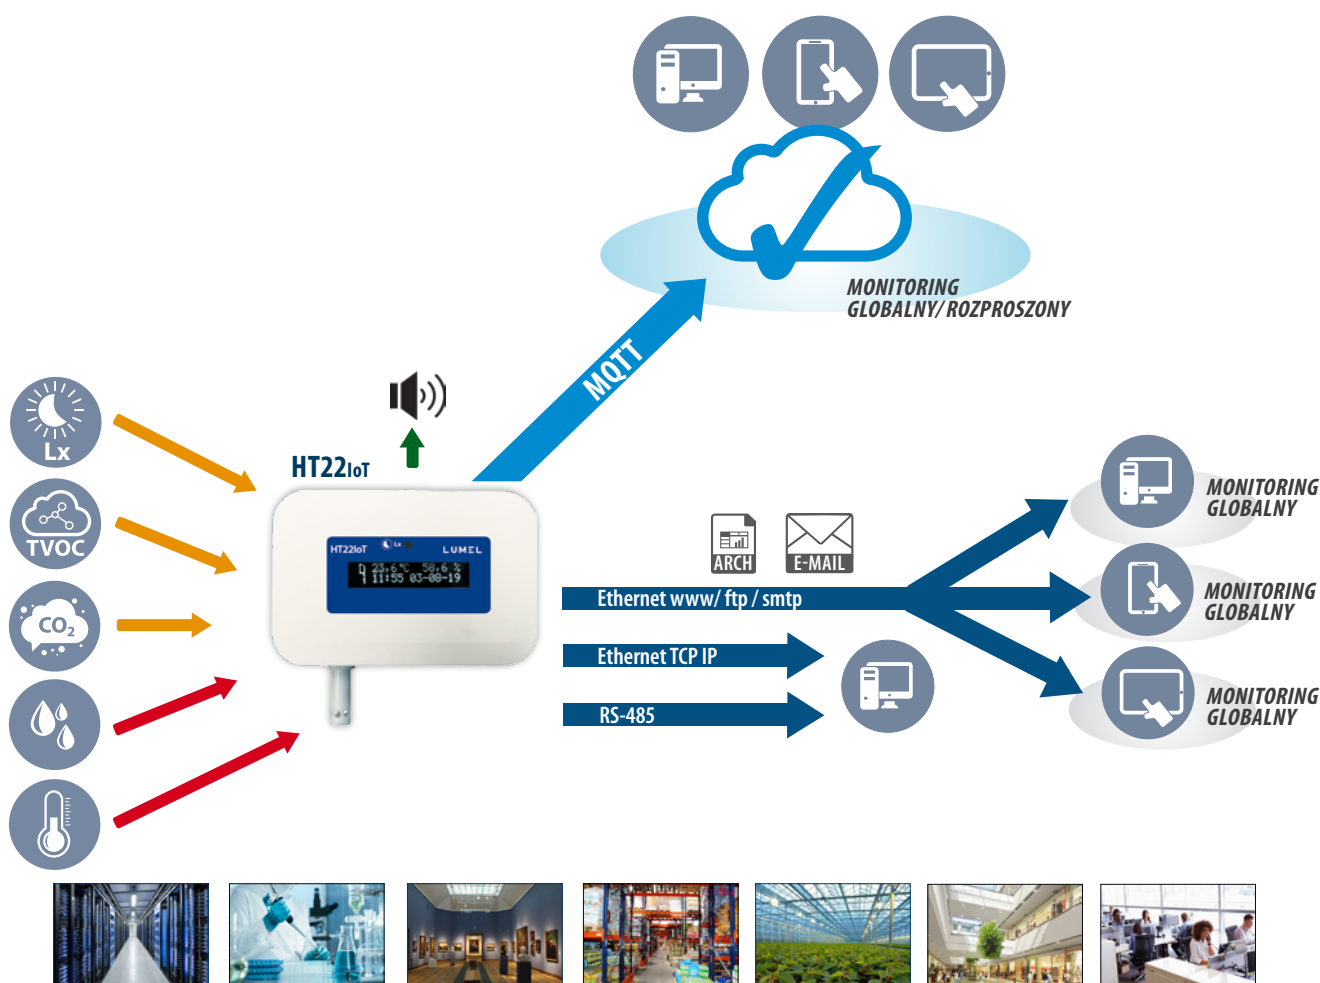 MONITORING
GLOBALNY/ROZPROSZONY
MQTT
Lx
HT22IoT
TVOC
HT22IoT Lx LUMEL
23,6°C 58,6 %
11:55 03-08-19
ARCH
E-MAIL
MONITORING
GLOBALNY
CO₂
Ethernet www/ ftp / smtp
MONITORING
GLOBALNY
Ethernet TCP IP
RS-485
MONITORING
GLOBALNY